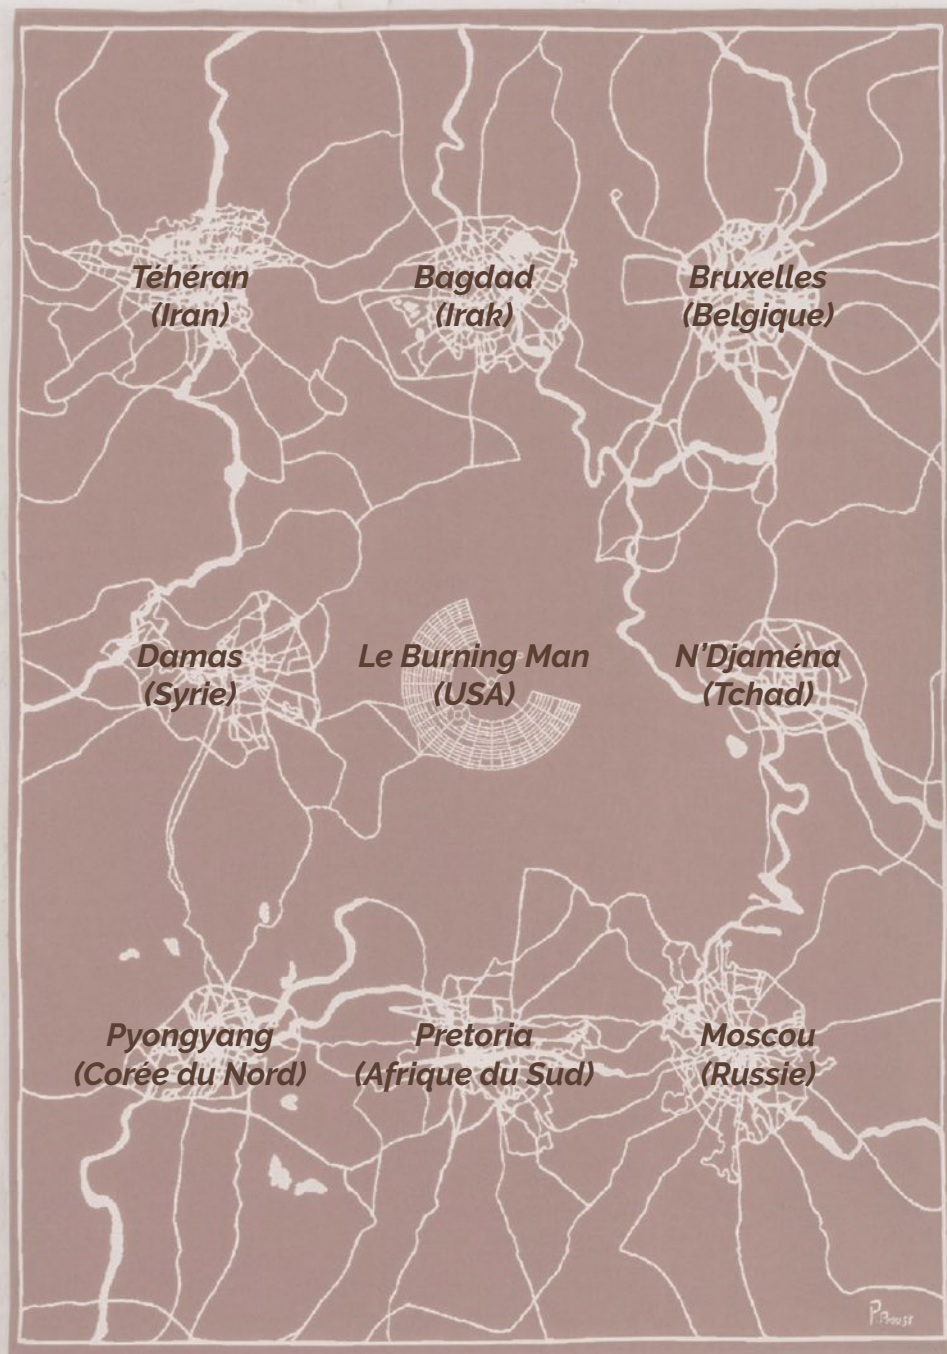 Téhéran
(Iran)
Bagdad
(Irak)
Bruxelles
(Belgique)
Damas
(Syrie)
Le Burning Man
(USA)
N'Djaména
(Tchad)
Pyongyang
(Corée du Nord)
Pretoria
(Afrique du Sud)
Moscou
(Russie)